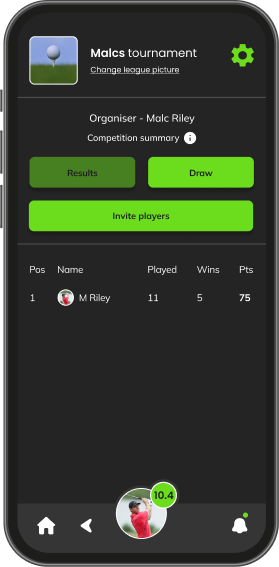 Malcs tournament
Change league picture
Organiser - Malc Riley
Competition summary i
Results Draw
Invite players
Pos Name Played Wins Pts
1 M Riley 11 5 75
10.4